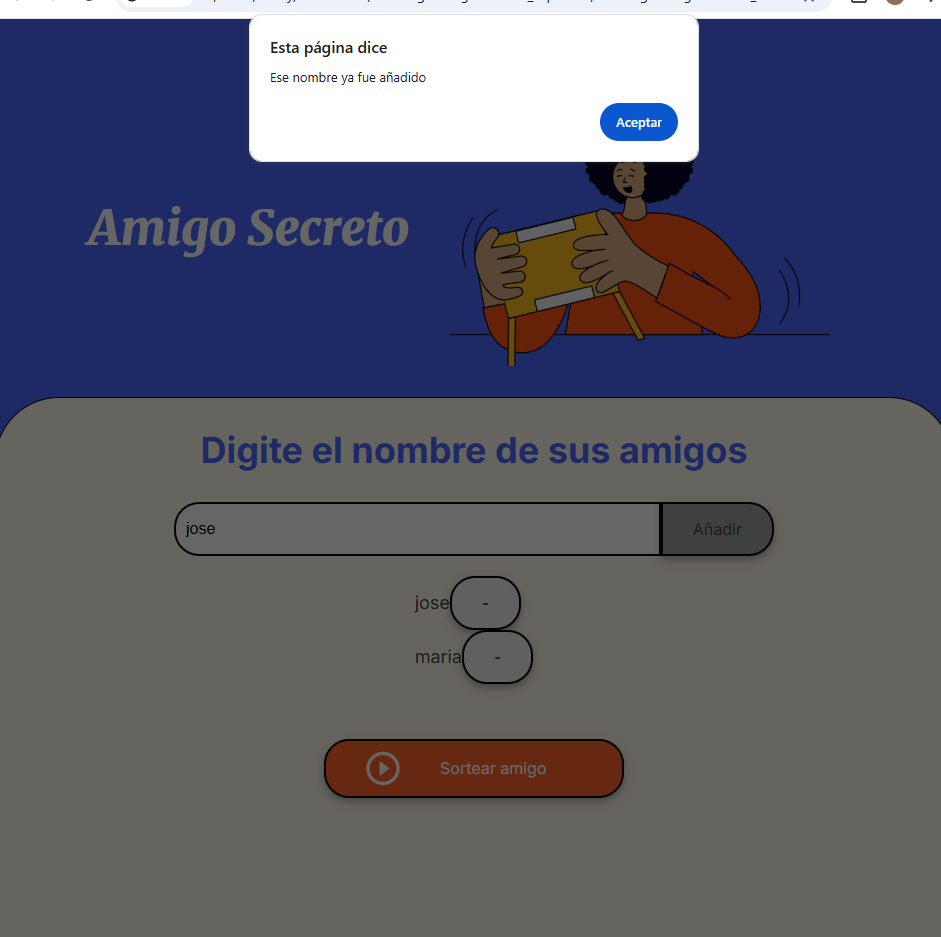 Esta página dice
Ese nombre ya fue añadido
Aceptar
Amigo Secreto
Digite el nombre de sus amigos
jose
Añadir
jose -
maria -
Sortear amigo